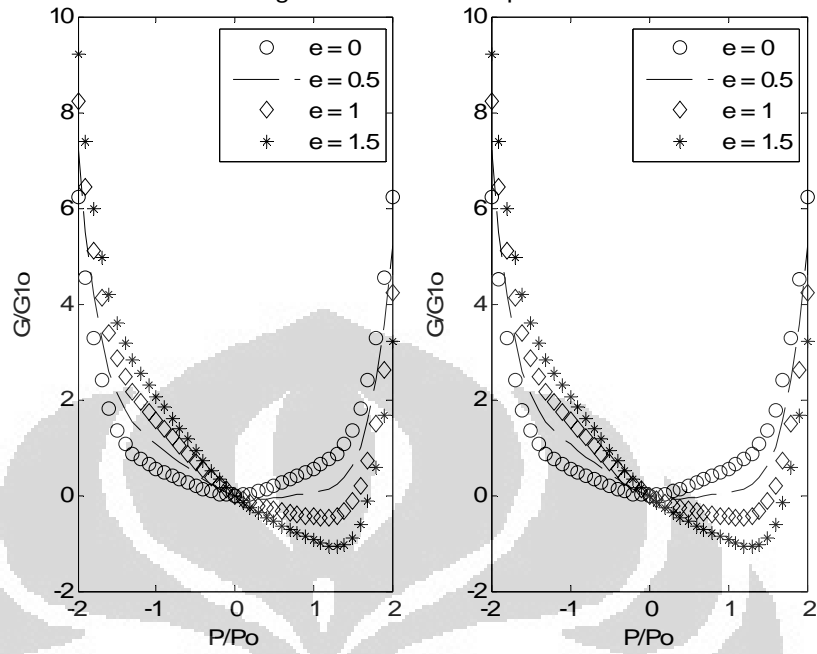 10
8
6
4
2
0
-2
-2
-1
0
1
2
G/G1o
P/Po
e = 0
e = 0.5
e = 1
e = 1.5
10
8
6
4
2
0
-2
-2
-1
0
1
2
G/G1o
P/Po
e = 0
e = 0.5
e = 1
e = 1.5